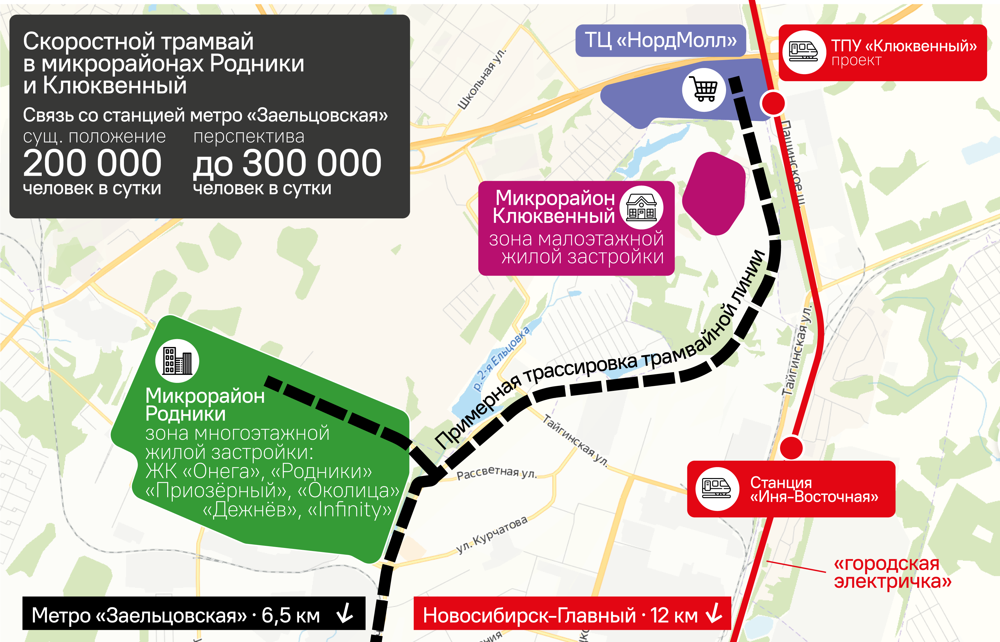 Скоростной трамвай
в микрорайонах Родники
и Клюквенный
Связь со станцией метро «Заельцовская»
сущ. положение
200 000
человек в сутки
перспектива
до 300 000
человек в сутки
Школьная ул.
ТЦ «НордМолл»
ТПУ «Клюквенный»
проект
Пашинское ш.
Микрорайон
Клюквенный
зона малоэтажной
жилой застройки
Примерная трассировка трамвайной линии
р. 2-я Ельцовка
Тайгинская ул.
Микрорайон
Родники
зона многоэтажной
жилой застройки:
ЖК «Онега», «Родники»
«Приозёрный», «Околица»
«Дежнёв», «Infinity»
Тайгинская ул.
Рассветная ул.
ул. Курчатова
Станция
«Иня-Восточная»
«городская
электричка»
Метро «Заельцовская» · 6,5 км
Новосибирск-Главный · 12 км